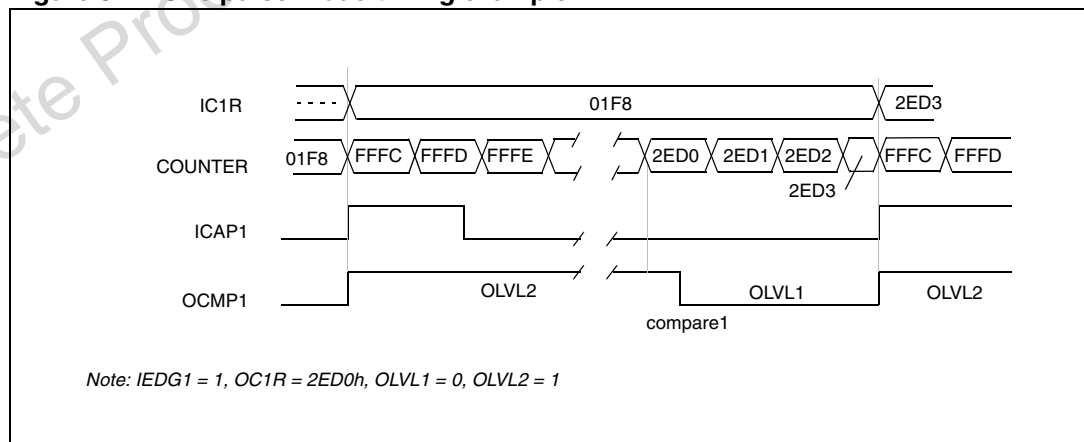 IC1R 01F8 2ED3
COUNTER 01F8 FFFC FFFD FFFE 2ED0 2ED1 2ED2 FFFC FFFD
2ED3
ICAP1
OCMP1 OLVL2 OLVL1 OLVL2
compare1
Note: IEDG1 = 1, OC1R = 2ED0h, OLVL1 = 0, OLVL2 = 1